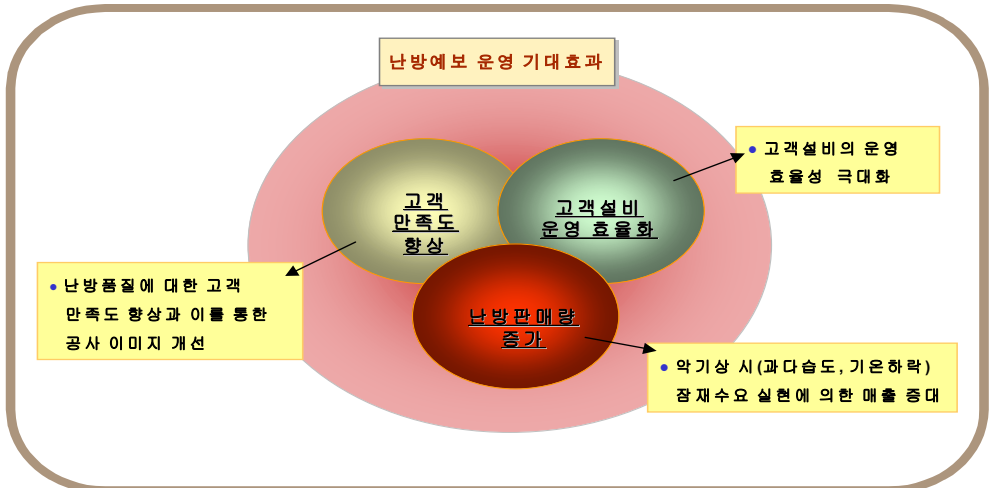 난방예보 운영 기대효과
고객
만족도
향상
고객설비
운영 효율화
난방판매량
증가
● 고객설비의 운영
효율성 극대화
● 난방품질에 대한 고객
만족도 향상과 이를 통한
공사 이미지 개선
● 악기상 시(과다습도, 기온하락)
잠재수요 실현에 의한 매출 증대